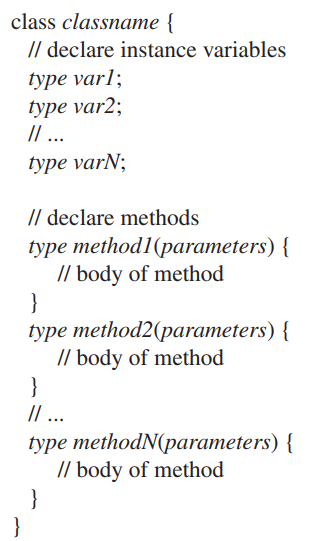 class classname {
// declare instance variables
type var1;
type var2;
// ...
type varN;
// declare methods
type method1(parameters) {
// body of method
}
type method2(parameters) {
// body of method
}
// ...
type methodN(parameters) {
// body of method
}
}